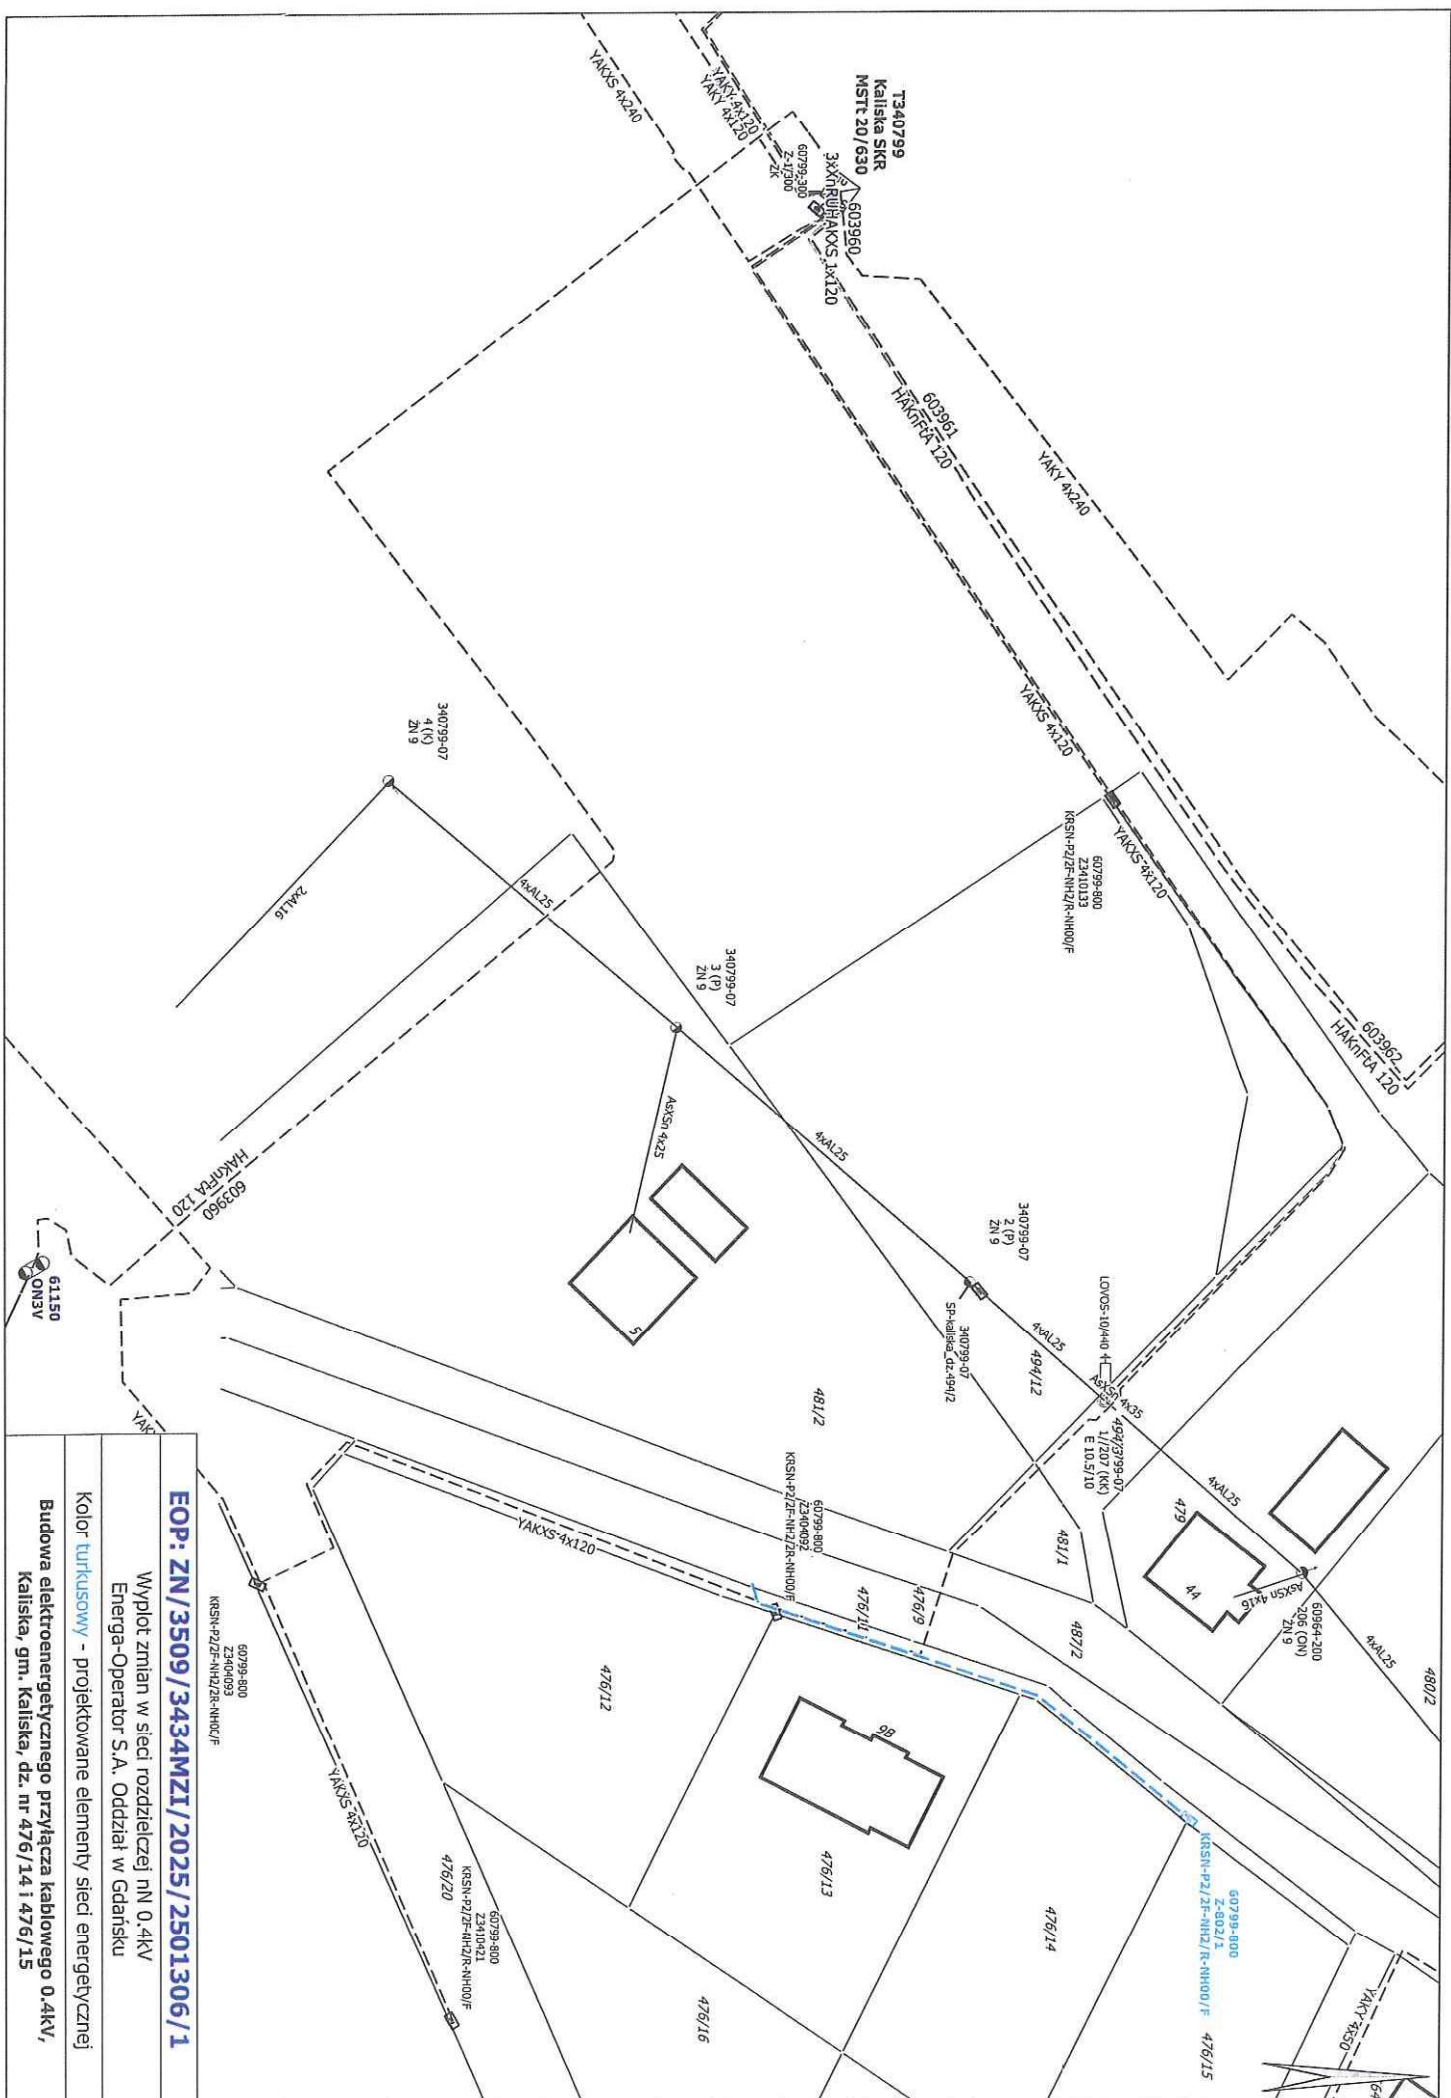 T340799
Kaliska SKR
MSTt 20/630
YAKXS 4x240
YAKY 4x120
YAKY 4x120
60799-300
Z-1/300
ZK
603960
3xXnRUHAKXS 1x120
603961
HAKnFtA 120
YAKY 4x240
YAKXS 4x120
YAKXS 4x120
60799-800
Z3410133
KRSN-P2/2F-NH2/R-NH00/F
603962
HAKnFtA 120
340799-07
4 (K)
ŻN 9
2xAL16
4xAL25
340799-07
3 (P)
ŻN 9
AsXSn 4x25
4xAL25
340799-07
2 (P)
ŻN 9
340799-07
SP-kaliska_dz.494/2
LOVOS-10/440
4xAL25
494/12
AsXSn 4x35
1//207 (KK)
E 10.5/10
4xAL25
479
44
AsXSn 4x16
60964-200
206 (ON)
ŻN 9
4xAL25
480/2
5
481/2
481/1
487/2
476/9
476/11
60799-800
Z3404092
KRSN-P2/2F-NH2/2R-NH00/F
YAKXS 4x120
603960
HAKnFtA 120
61150
ON3V
60799-800
Z3404093
KRSN-P2/2F-NH2/2R-NH00/F
YAKXS 4x120
476/12
9B
476/13
476/14
476/20
60799-800
Z3410421
KRSN-P2/2F-NH2/R-NH00/F
476/16
60799-800
Z-802/1
KRSN-P2/2F-NH2/R-NH00/F
476/15
YAKY 4x50
EOP: ZN/3509/3434MZI/2025/2501306/1
Wyplot zmian w sieci rozdzielczej nN 0.4kV
Energa-Operator S.A. Oddział w Gdańsku
Kolor turkusowy - projektowane elementy sieci energetycznej
Budowa elektroenergetycznego przyłącza kablowego 0.4kV,
Kaliska, gm. Kaliska, dz. nr 476/14 i 476/15